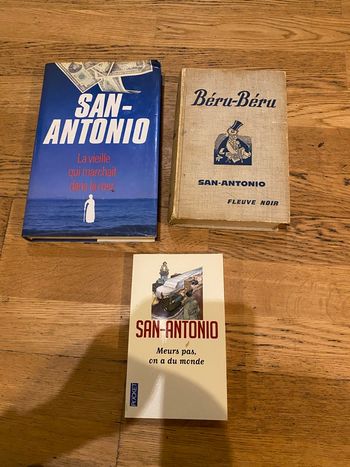 SAN-
ANTONIO
La vieille
qui marchait
dans la mer
Béru-Béru
SAN-ANTONIO
FLEUVE NOIR
SAN-ANTONIO
Meurs pas,
on a du monde
POCKET